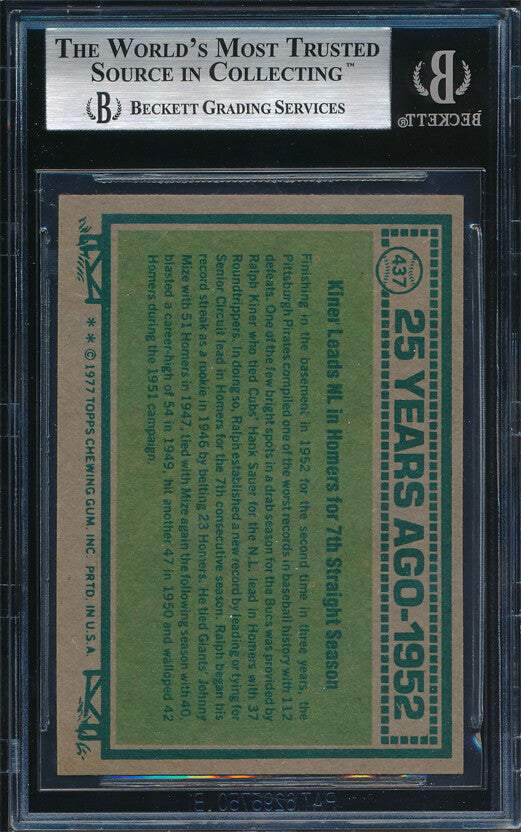 THE WORLD'S MOST TRUSTED
SOURCE IN COLLECTING™
B BECKETT GRADING SERVICES
B
BECKETT®
437
25 YEARS AGO-1952
Kiner Leads NL in Homers for 7th Straight Season
Finishing in the basement in 1952 for the second time in three years, the
Pittsburgh Pirates compiled one of the worst records in baseball history with 112
defeats. One of the few bright spots in a drab season for the Bucs was provided by
Ralph Kiner who tied Cubs' Hank Sauer for the N.L. lead in Homers with 37
Roundtrippers. In doing so, Ralph established a new record by leading or tying for
Senior Circuit lead in Homers for the 7th consecutive season. Ralph began his
record streak as a rookie in 1946 by belting 23 Homers. He tied Giants' Johnny
Mize with 51 Homers in 1947, tied with Mize again the following season with 40,
blasted a career-high of 54 in 1949, hit another 47 in 1950 and walloped 42
Homers during the 1951 campaign.
* * © 1977 TOPPS CHEWING GUM, INC. PRTD. IN U.S.A.